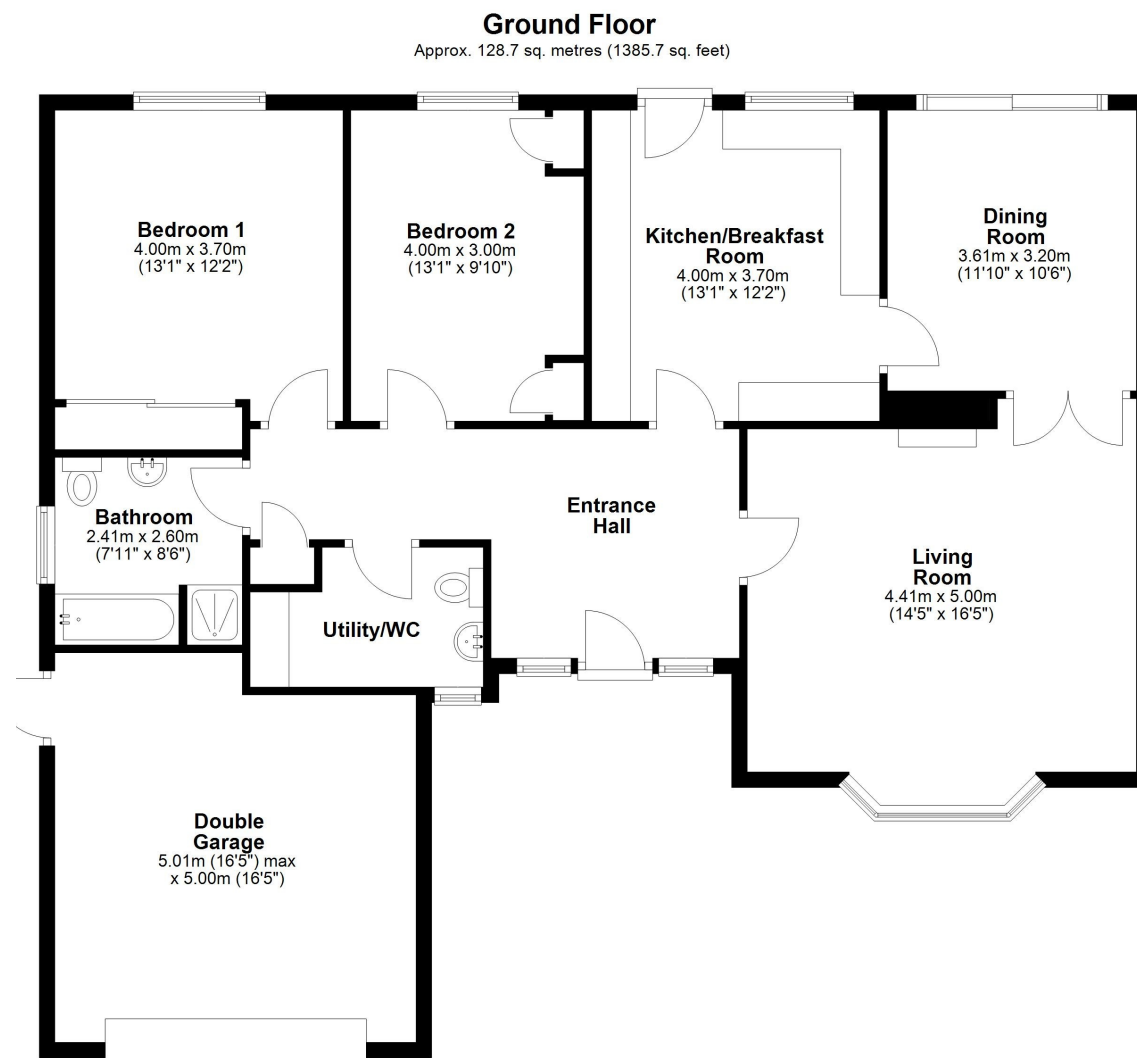 Ground Floor
Approx. 128.7 sq. metres (1385.7 sq. feet)
Bedroom 1
4.00m x 3.70m
(13'1" x 12'2")
Bedroom 2
4.00m x 3.00m
(13'1" x 9'10")
Kitchen/Breakfast
Room
4.00m x 3.70m
(13'1" x 12'2")
Dining
Room
3.61m x 3.20m
(11'10" x 10'6")
Bathroom
2.41m x 2.60m
(7'11" x 8'6")
Entrance
Hall
Utility/WC
Living
Room
4.41m x 5.00m
(14'5" x 16'5")
Double
Garage
5.01m (16'5") max
x 5.00m (16'5")